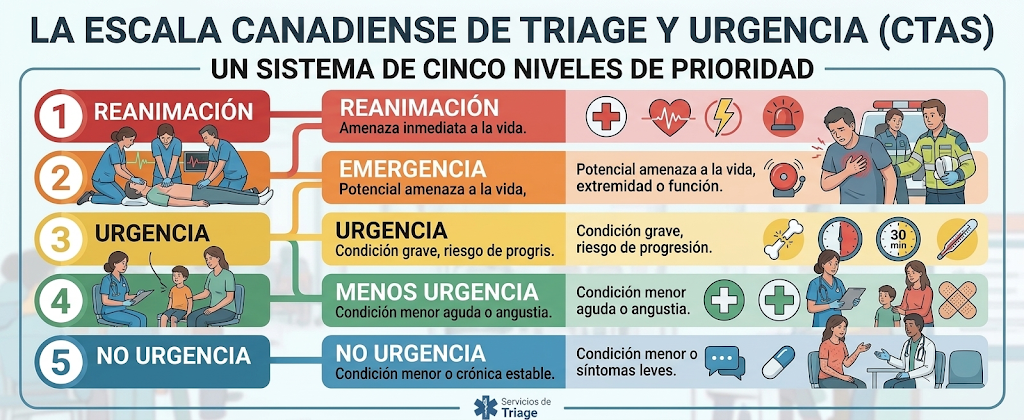 LA ESCALA CANADIENSE DE TRIAGE Y URGENCIA (CTAS)
UN SISTEMA DE CINCO NIVELES DE PRIORIDAD
1 REANIMACIÓN
REANIMACIÓN
Amenaza inmediata a la vida.
2
EMERGENCIA
Potencial amenaza a la vida,
Potencial amenaza a la vida,
extremidad o función.
3 URGENCIA
URGENCIA
Condición grave, riesgo de progris.
Condición grave,
riesgo de progresión.
30
min
4
MENOS URGENCIA
Condición menor aguda o angustia.
Condición menor
aguda o angustia.
5 NO URGENCIA
NO URGENCIA
Condición menor o crónica estable.
Condición menor o
síntomas leves.
Servicios de
Triage